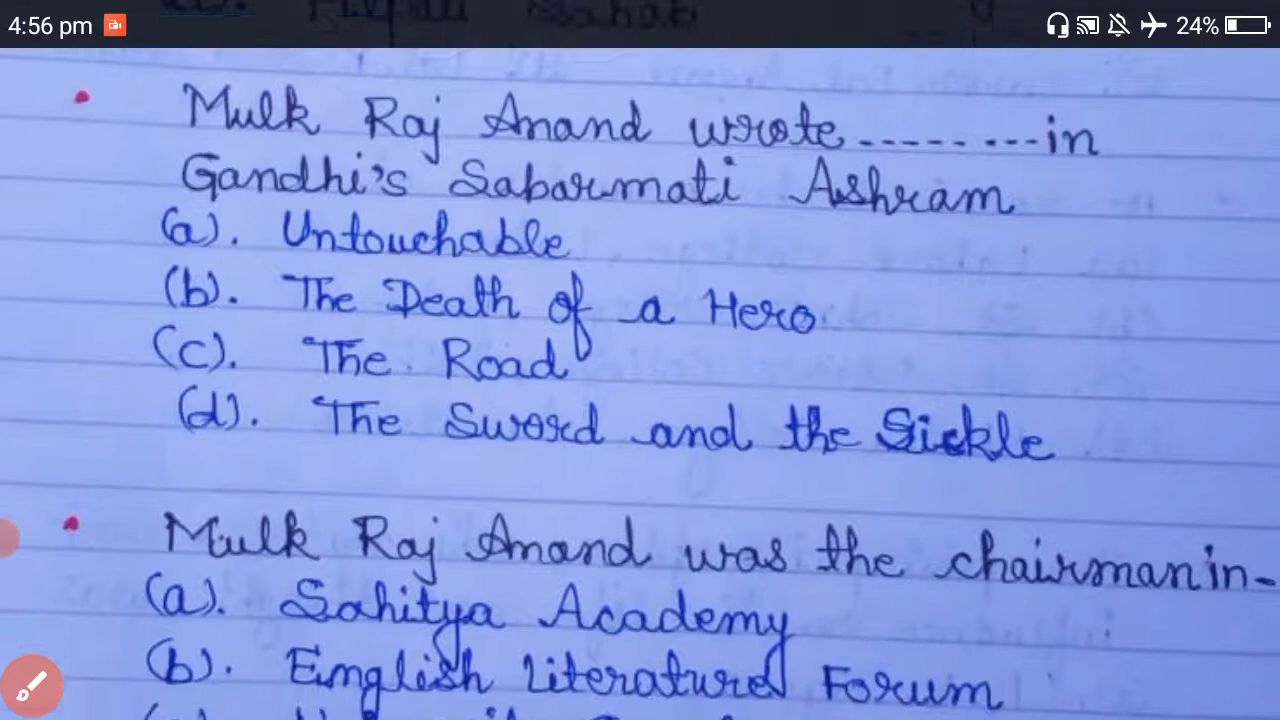 4:56 pm
24%
Mulk Raj Anand wrote -------- in
Gandhi's Sabarmati Ashram
(a). Untouchable
(b). The Death of a Hero
(c). The Road
(d). The Sword and the Sickle
Mulk Raj Anand was the chairman in-
(a). Sahitya Academy
(b). English Literature Forum